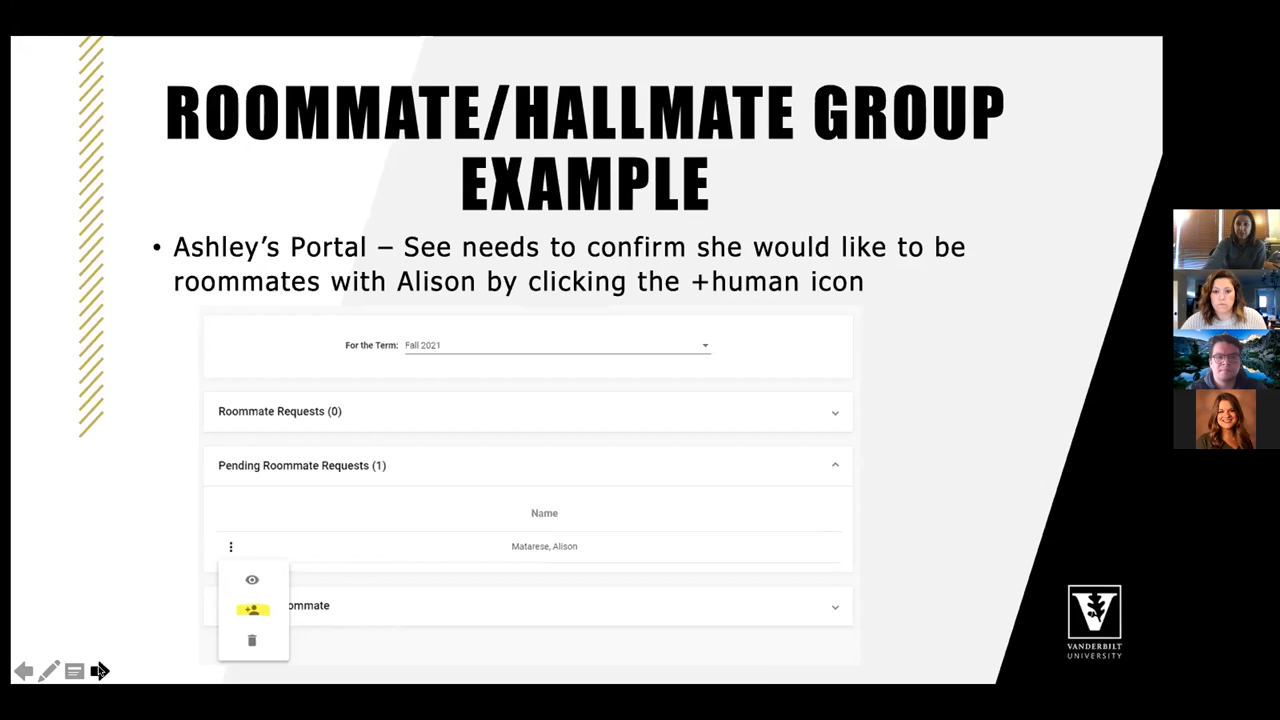 ROOMMATE/HALLMATE GROUP
EXAMPLE
• Ashley's Portal – See needs to confirm she would like to be
roommates with Alison by clicking the +human icon
For the Term: Fall 2021
Roommate Requests (0)
Pending Roommate Requests (1)
Name
Matarese, Alison
ommate
V
VANDERBILT
UNIVERSITY